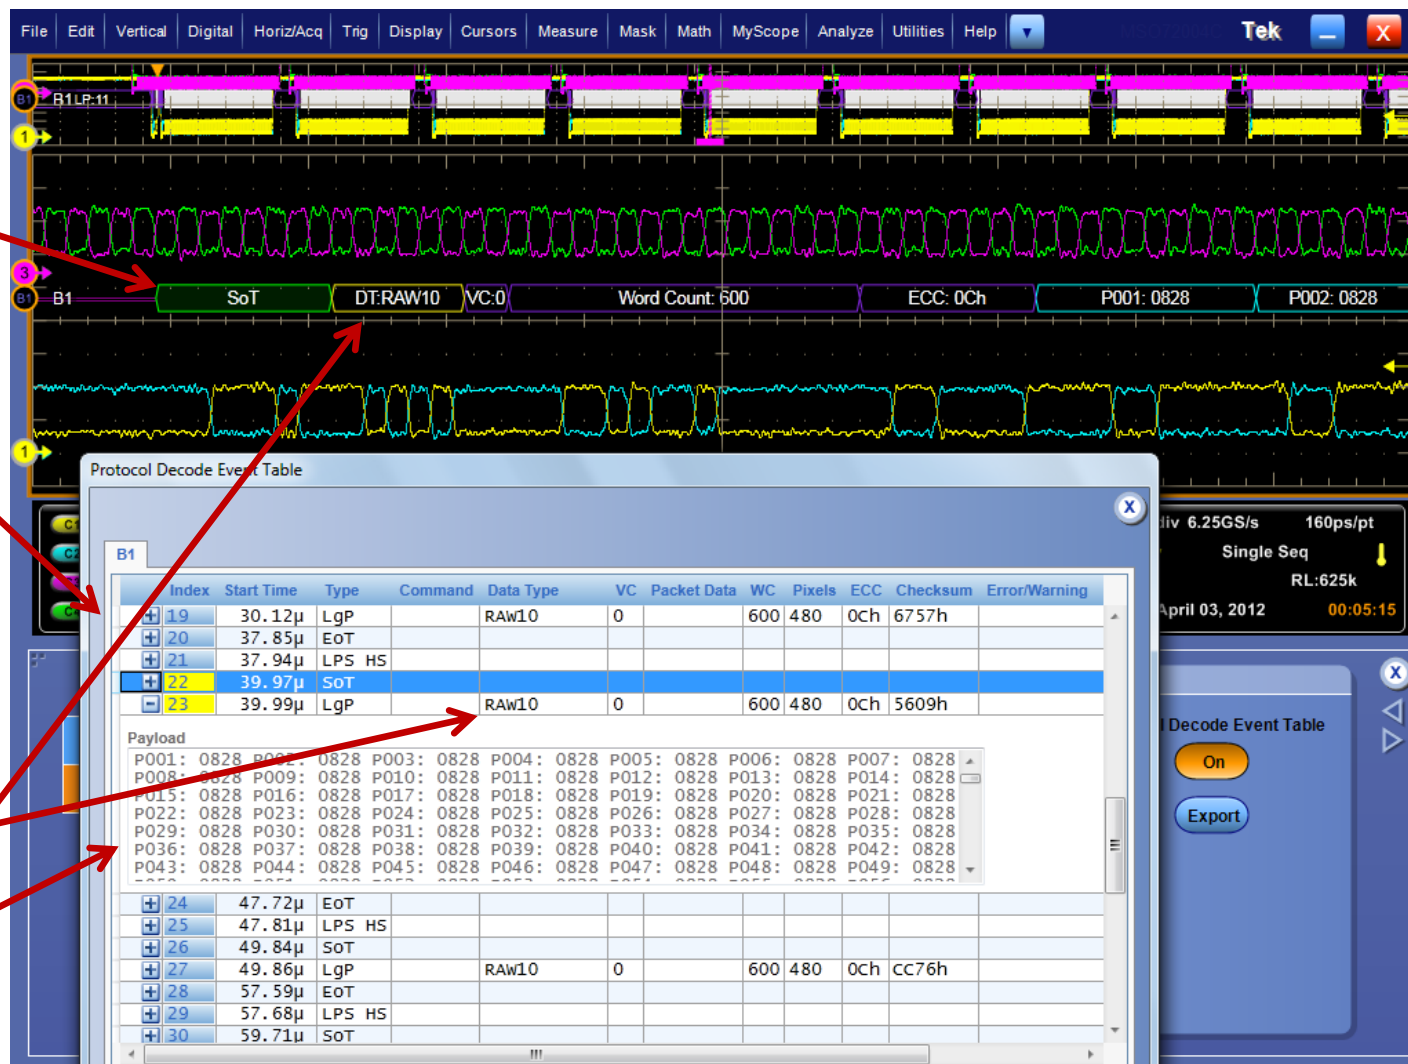 File Edit Vertical Digital Horiz/Acq Trig Display Cursors Measure Mask Math MyScope Analyze Utilities Help Tek X
B1 B1 LP:11
1
3
B1 B1 SoT DT:RAW10 VC:0 Word Count: 600 ECC: 0Ch P001: 0828 P002: 0828
1
Protocol Decode Event Table
X
div 6.25GS/s 160ps/pt
Single Seq
RL:625k
April 03, 2012 00:05:15
B1
Index Start Time Type Command Data Type VC Packet Data WC Pixels ECC Checksum Error/Warning
19 30.12µ LgP RAW10 0 600 480 0Ch 6757h
20 37.85µ EoT
21 37.94µ LPS HS
22 39.97µ SoT
23 39.99µ LgP RAW10 0 600 480 0Ch 5609h
Payload
P001: 0828 P002: 0828 P003: 0828 P004: 0828 P005: 0828 P006: 0828 P007: 0828
P008: 0828 P009: 0828 P010: 0828 P011: 0828 P012: 0828 P013: 0828 P014: 0828
P015: 0828 P016: 0828 P017: 0828 P018: 0828 P019: 0828 P020: 0828 P021: 0828
P022: 0828 P023: 0828 P024: 0828 P025: 0828 P026: 0828 P027: 0828 P028: 0828
P029: 0828 P030: 0828 P031: 0828 P032: 0828 P033: 0828 P034: 0828 P035: 0828
P036: 0828 P037: 0828 P038: 0828 P039: 0828 P040: 0828 P041: 0828 P042: 0828
P043: 0828 P044: 0828 P045: 0828 P046: 0828 P047: 0828 P048: 0828 P049: 0828
24 47.72µ EoT
25 47.81µ LPS HS
26 49.84µ SoT
27 49.86µ LgP RAW10 0 600 480 0Ch CC76h
28 57.59µ EoT
29 57.68µ LPS HS
30 59.71µ SoT
X
l Decode Event Table
On
Export